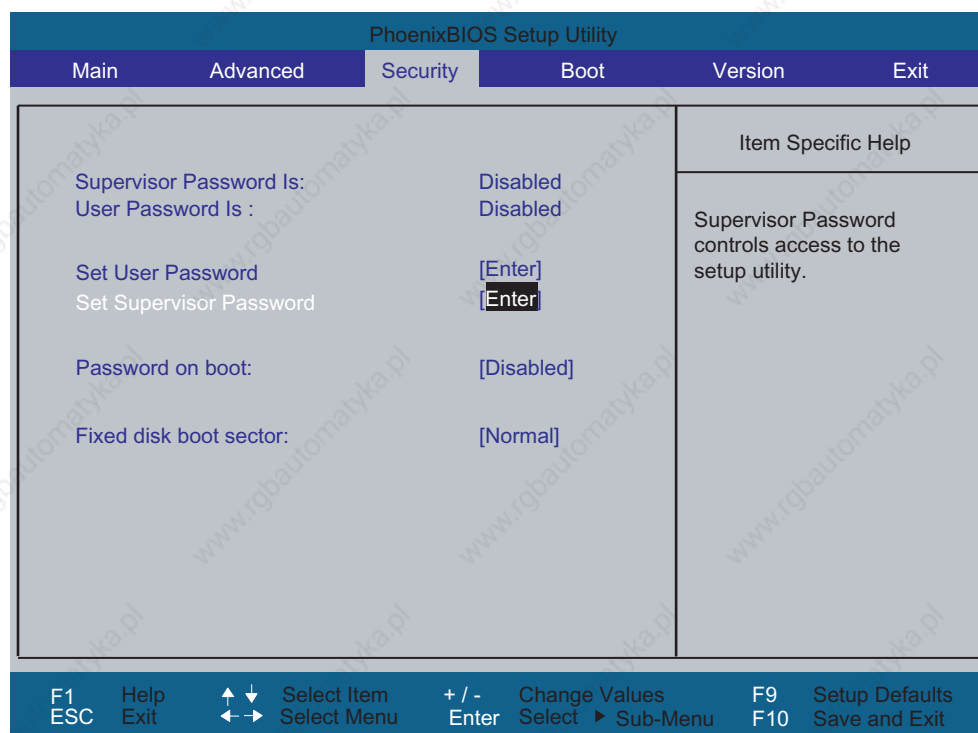 PhoenixBIOS Setup Utility
Main Advanced Security Boot Version Exit
Item Specific Help
Supervisor Password Is: Disabled
User Password Is : Disabled
Supervisor Password
controls access to the
setup utility.
Set User Password [Enter]
Set Supervisor Password [Enter]
Password on boot: [Disabled]
Fixed disk boot sector: [Normal]
F1 Help Select Item + / - Change Values F9 Setup Defaults
ESC Exit Select Menu Enter Select Sub-Menu F10 Save and Exit
www.rgbautomatyka.pl